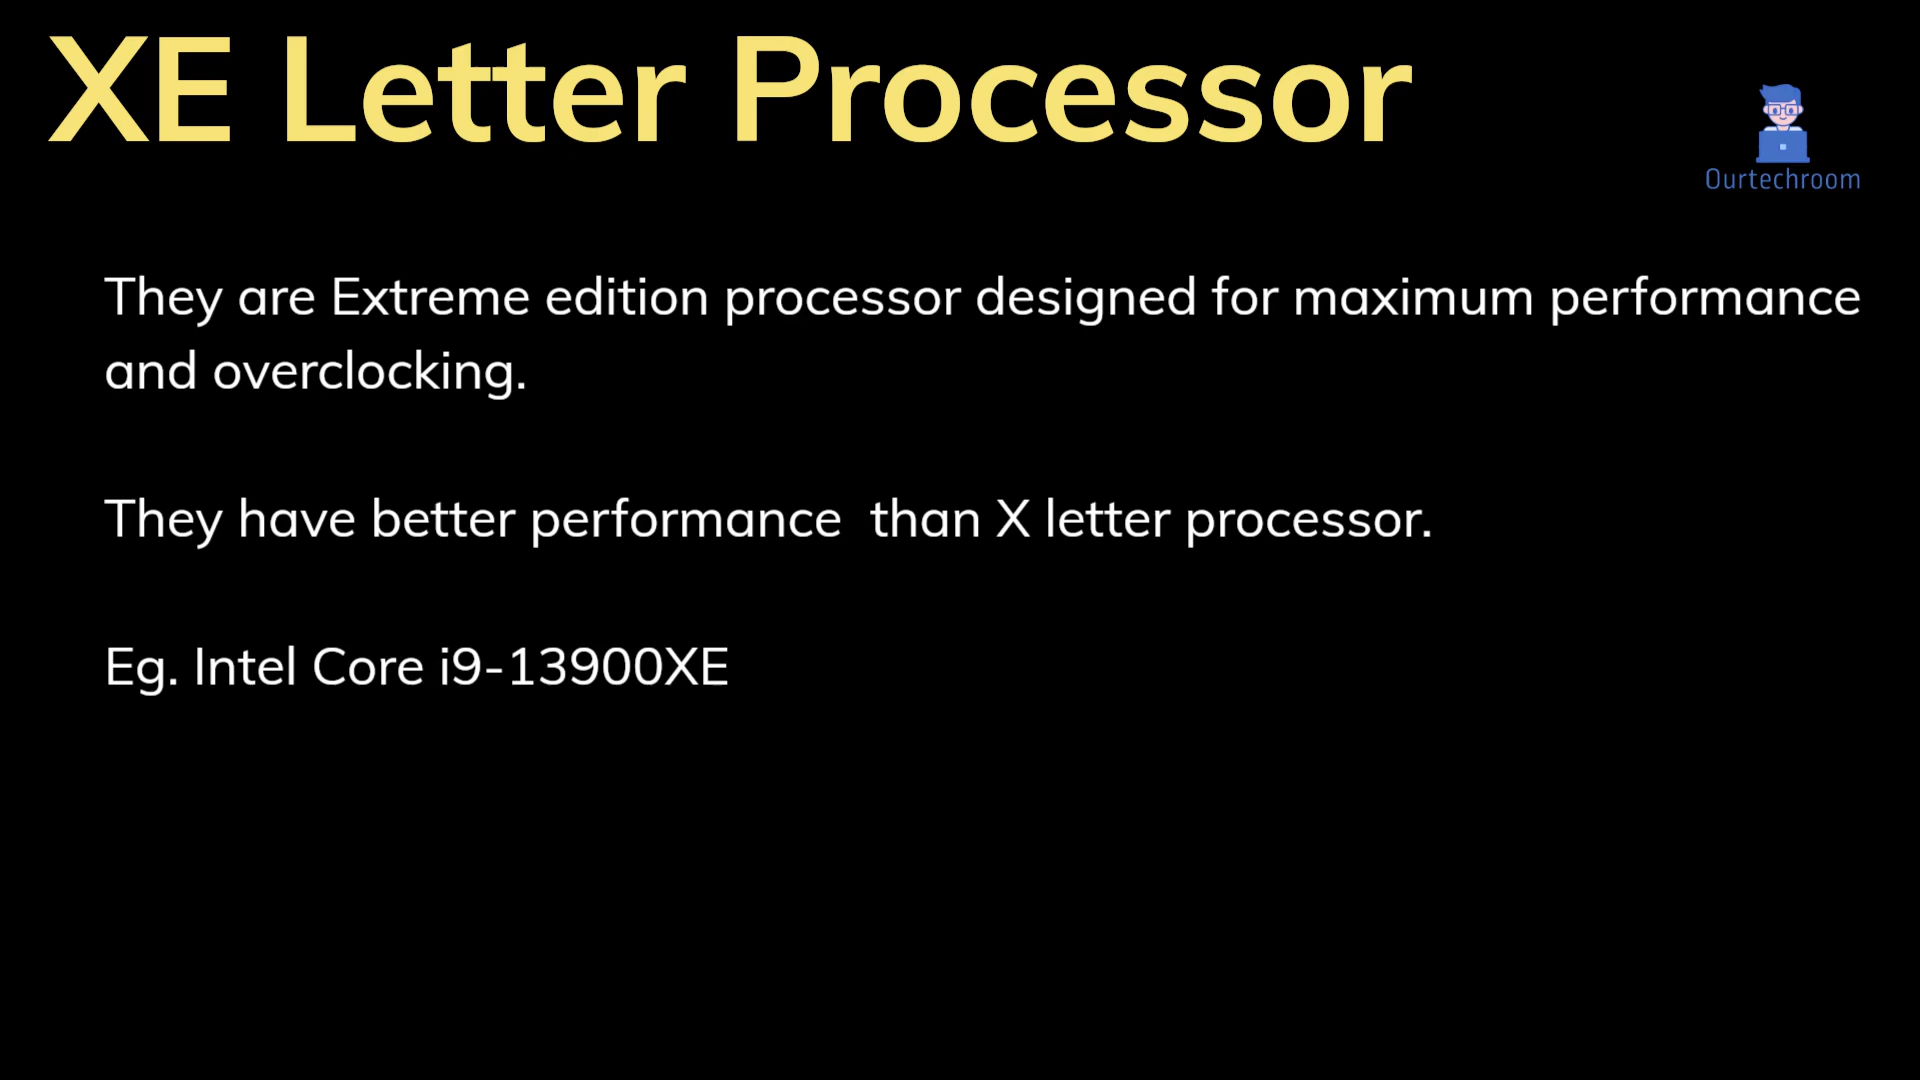 XE Letter Processor
Ourtechroom
They are Extreme edition processor designed for maximum performance
and overclocking.
They have better performance  than X letter processor.
Eg. Intel Core i9-13900XE